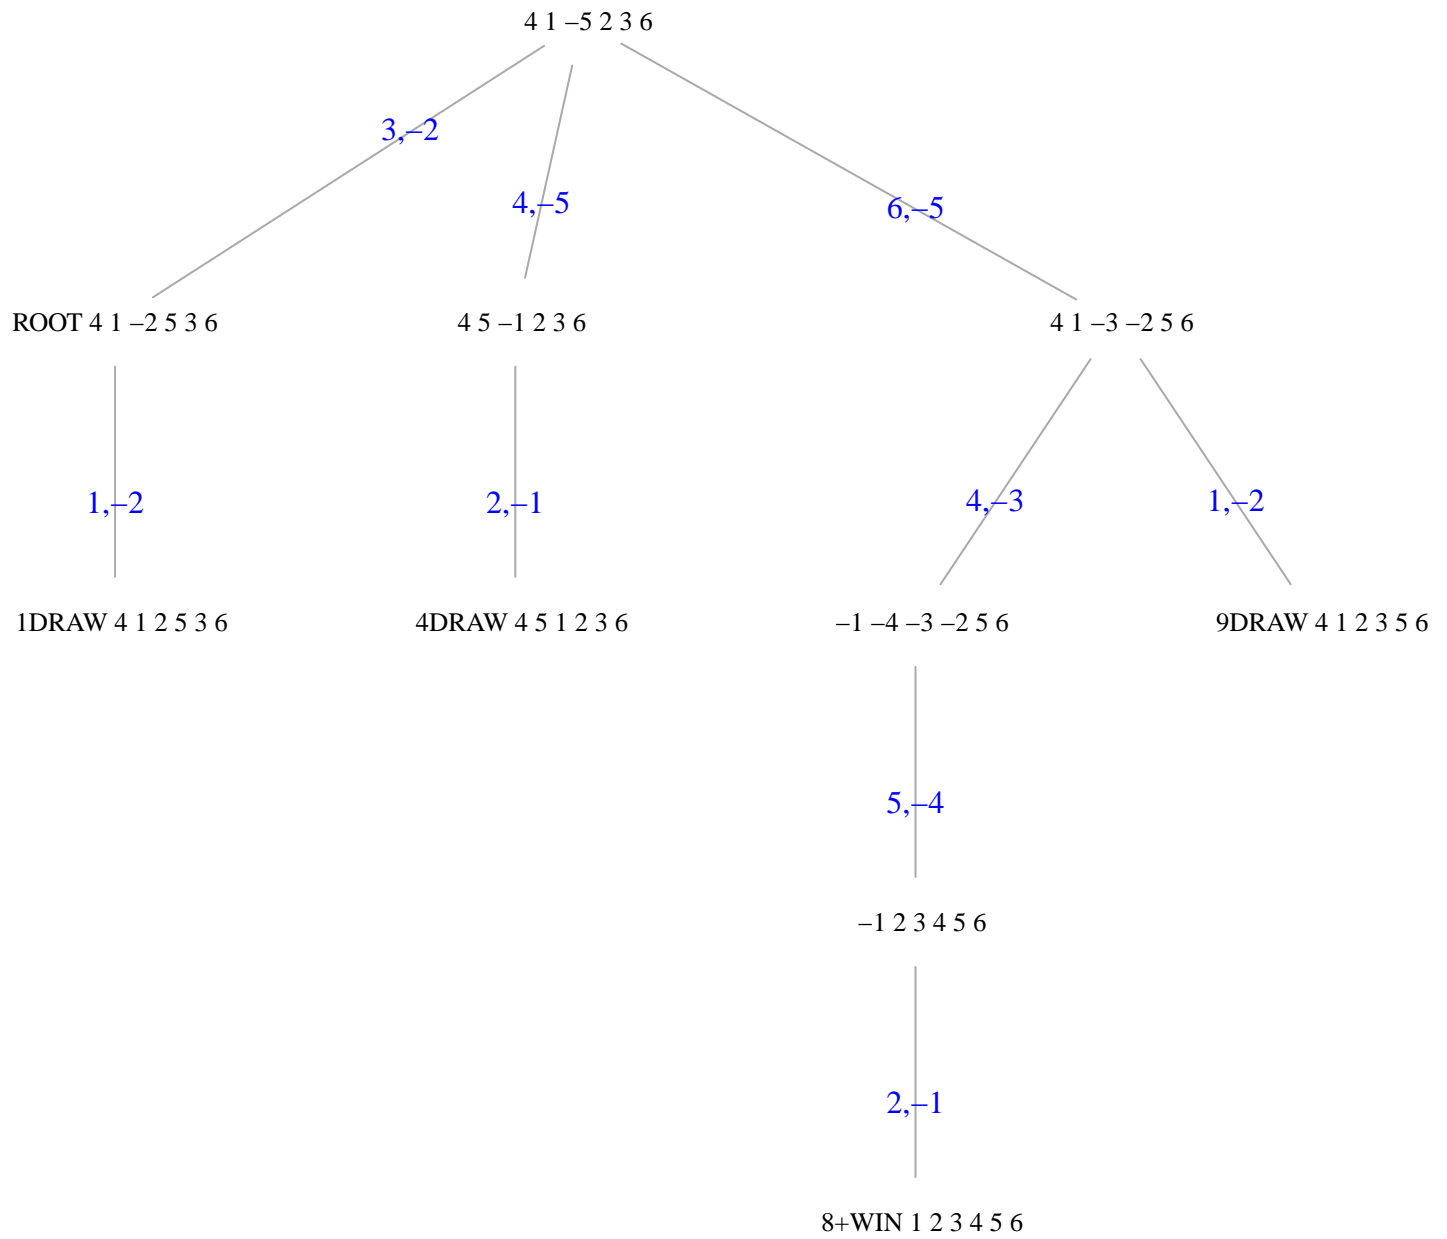 4 1 –5 2 3 6
3,–2
4,–5
6,–5
ROOT 4 1 –2 5 3 6
4 5 –1 2 3 6
4 1 –3 –2 5 6
1,–2
2,–1
4,–3
1,–2
1DRAW 4 1 2 5 3 6
4DRAW 4 5 1 2 3 6
–1 –4 –3 –2 5 6
9DRAW 4 1 2 3 5 6
5,–4
–1 2 3 4 5 6
2,–1
8+WIN 1 2 3 4 5 6